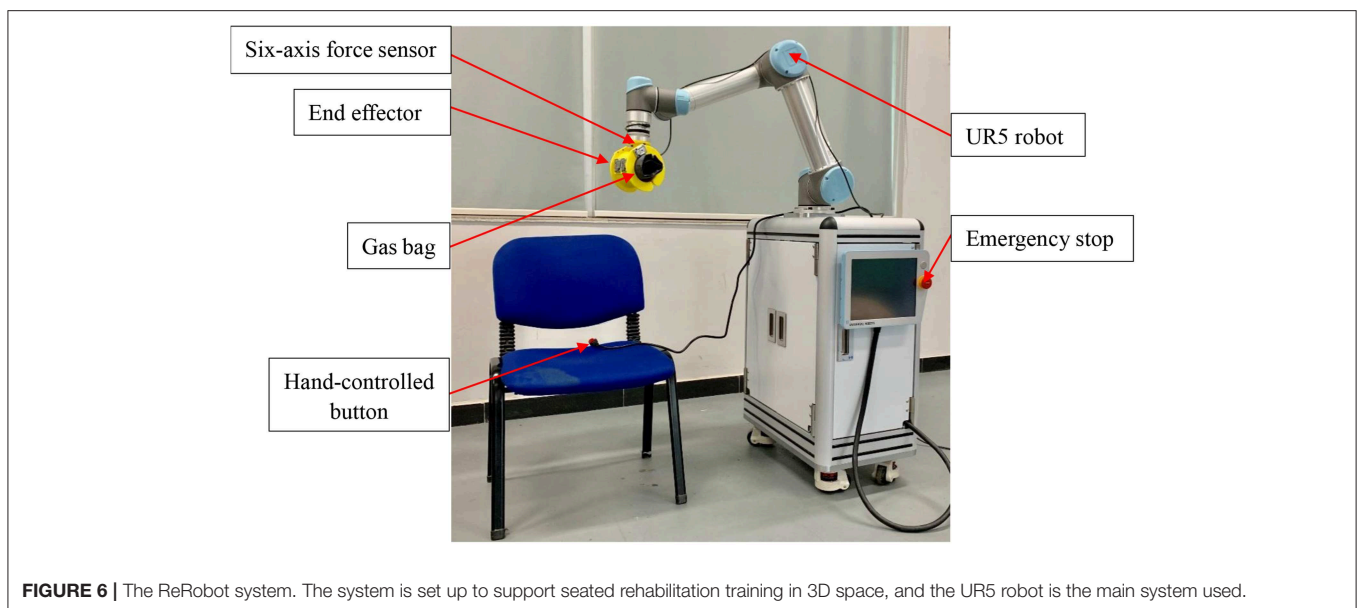 Six-axis force sensor
End effector
UR5 robot
Gas bag
Emergency stop
Hand-controlled
button
FIGURE 6 | The ReRobot system. The system is set up to support seated rehabilitation training in 3D space, and the UR5 robot is the main system used.